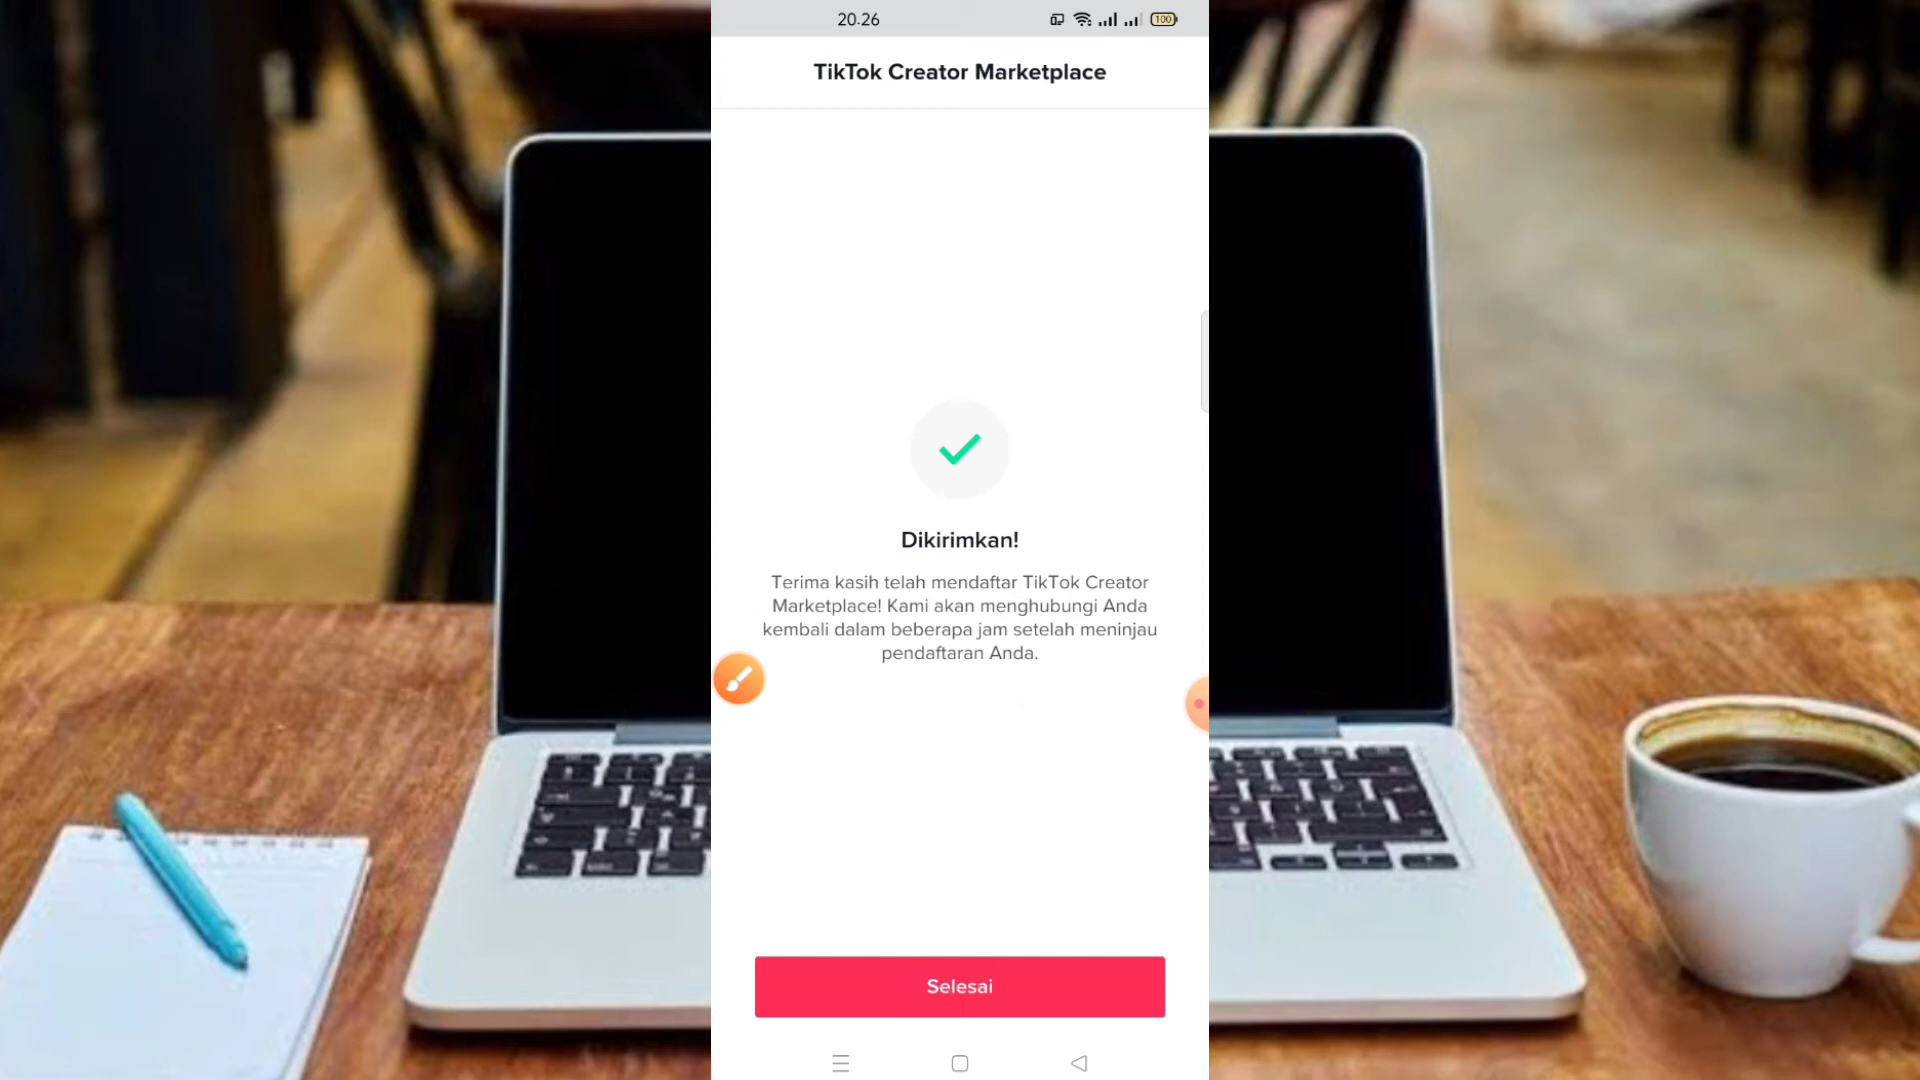 20.26
100
TikTok Creator Marketplace
Dikirimkan!
Terima kasih telah mendaftar TikTok Creator
Marketplace! Kami akan menghubungi Anda
kembali dalam beberapa jam setelah meninjau
pendaftaran Anda.
Selesai